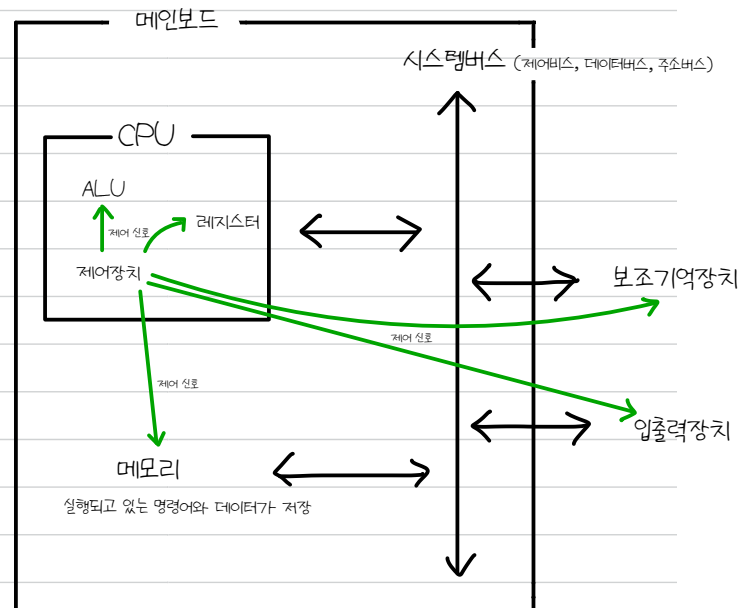 메인보드
시스템버스 (제어비스, 데이터버스, 주소버스)
CPU
ALU
제어 신호
레지스터
제어장치
보조기억장치
제어 신호
제어 신호
입출력장치
메모리
실행되고 있는 명령어와 데이터가 저장